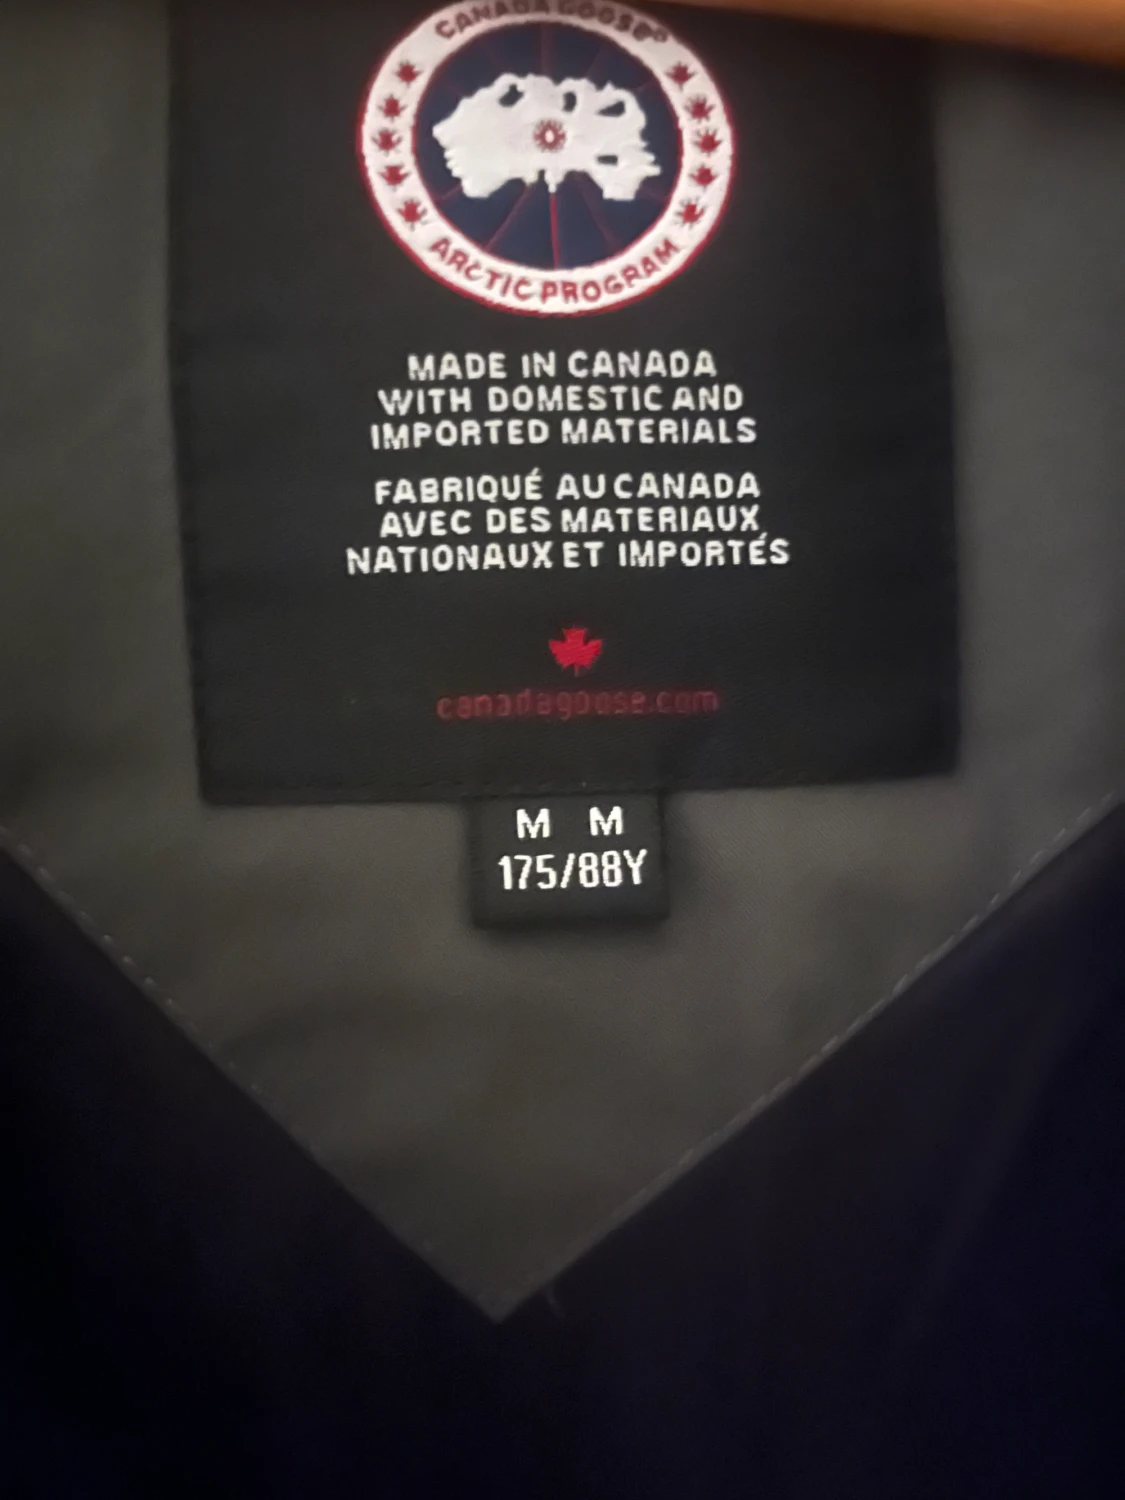 CANADA GOOSE®
ARCTIC PROGRAM
MADE IN CANADA
WITH DOMESTIC AND
IMPORTED MATERIALS
FABRIQUÉ AU CANADA
AVEC DES MATERIAUX
NATIONAUX ET IMPORTÉS
canadagoose.com
M M
175/88Y